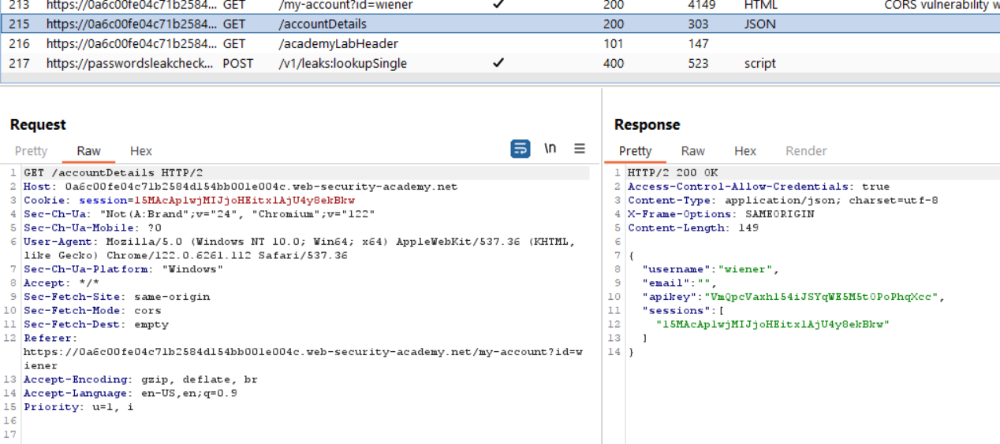 213 https://0a6c00fe04c71b2584... GET /my-account?id=wiener ✓ 200 4149 HTML CORS vulnerability w
215 https://0a6c00fe04c71b2584... GET /accountDetails 200 303 JSON
216 https://0a6c00fe04c71b2584... GET /academyLabHeader 101 147
217 https://passwordsleakcheck... POST /v1/leaks:lookupSingle ✓ 400 523 script
Request
Pretty Raw Hex \n
1 GET /accountDetails HTTP/2
2 Host: 0a6c00fe04c71b2584d154bb001e004c.web-security-academy.net
3 Cookie: session=15MAcAp1wjMIJjoHEitx1AjU4y8ekBkw
4 Sec-Ch-Ua: "Not(A:Brand";v="24", "Chromium";v="122"
5 Sec-Ch-Ua-Mobile: ?0
6 User-Agent: Mozilla/5.0 (Windows NT 10.0; Win64; x64) AppleWebKit/537.36 (KHTML,
like Gecko) Chrome/122.0.6261.112 Safari/537.36
7 Sec-Ch-Ua-Platform: "Windows"
8 Accept: */*
9 Sec-Fetch-Site: same-origin
10 Sec-Fetch-Mode: cors
11 Sec-Fetch-Dest: empty
12 Referer:
https://0a6c00fe04c71b2584d154bb001e004c.web-security-academy.net/my-account?id=w
iener
13 Accept-Encoding: gzip, deflate, br
14 Accept-Language: en-US,en;q=0.9
15 Priority: u=1, i
16
17
Response
Pretty Raw Hex Render
1 HTTP/2 200 OK
2 Access-Control-Allow-Credentials: true
3 Content-Type: application/json; charset=utf-8
4 X-Frame-Options: SAMEORIGIN
5 Content-Length: 149
6
7 {
8 "username":"wiener",
9 "email":"",
10 "apikey":"VmQpcVaxh154iJSYqWE5M5tOPoPhqXcc",
11 "sessions":[
12 "15MAcAp1wjMIJjoHEitx1AjU4y8ekBkw"
13 ]
14 }